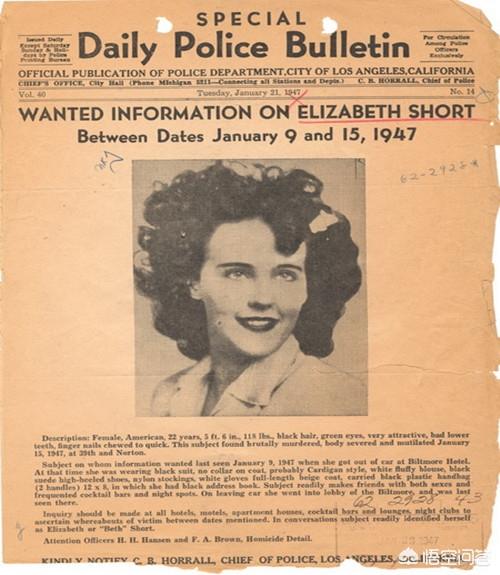 SPECIAL
Issued Daily
Except Saturday
Sunday & Holi-
days by Police
Printing Bureau
Daily Police Bulletin
For Circulation
Among Police
Officers
Exclusively
OFFICIAL PUBLICATION OF POLICE DEPARTMENT, CITY OF LOS ANGELES, CALIFORNIA
CHIEF'S OFFICE, City Hall (Phone MIchigan 5211—Connecting all Stations and Depts.) C. B. HORRALL, Chief of Police
Vol. 40 Tuesday, January 21, 1947 No. 14
WANTED INFORMATION ON ELIZABETH SHORT
Between Dates January 9 and 15, 1947
Description: Female, American, 22 years, 5 ft. 6 in., 118 lbs., black hair, green eyes, very attractive, bad lower
teeth, finger nails chewed to quick. This subject found brutally murdered, body severed and mutilated January
15, 1947, at 39th and Norton.
Subject on whom information wanted last seen January 9, 1947 when she got out of car at Biltmore Hotel.
At that time she was wearing black suit, no collar on coat, probably Cardigan style, white fluffy blouse, black
suede high-heeled shoes, nylon stockings, white gloves full-length beige coat, carried black plastic handbag
(2 handles) 12 x 8, in which she had black address book. Subject readily makes friends with both sexes and
frequented cocktail bars and night spots. On leaving car she went into lobby of the Biltmore, and was last
seen there.
Inquiry should be made at all hotels, motels, apartment houses, cocktail bars and lounges, night clubs to
ascertain whereabouts of victim between dates mentioned. In conversations subject readily identified herself
as Elizabeth or "Beth" Short.
Attention Officers H. H. Hansen and F. A. Brown, Homicide Detail.
KINDLY NOTIFY C. B. HORRALL, CHIEF OF POLICE, LOS ANGELES, CALIFORNIA
悟空问答